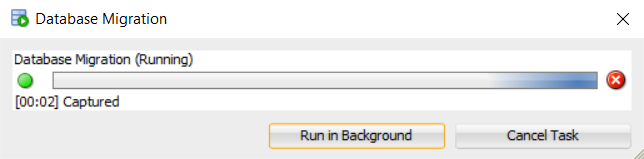 Database Migration
Database Migration (Running)
[00:02] Captured
Run in Background
Cancel Task